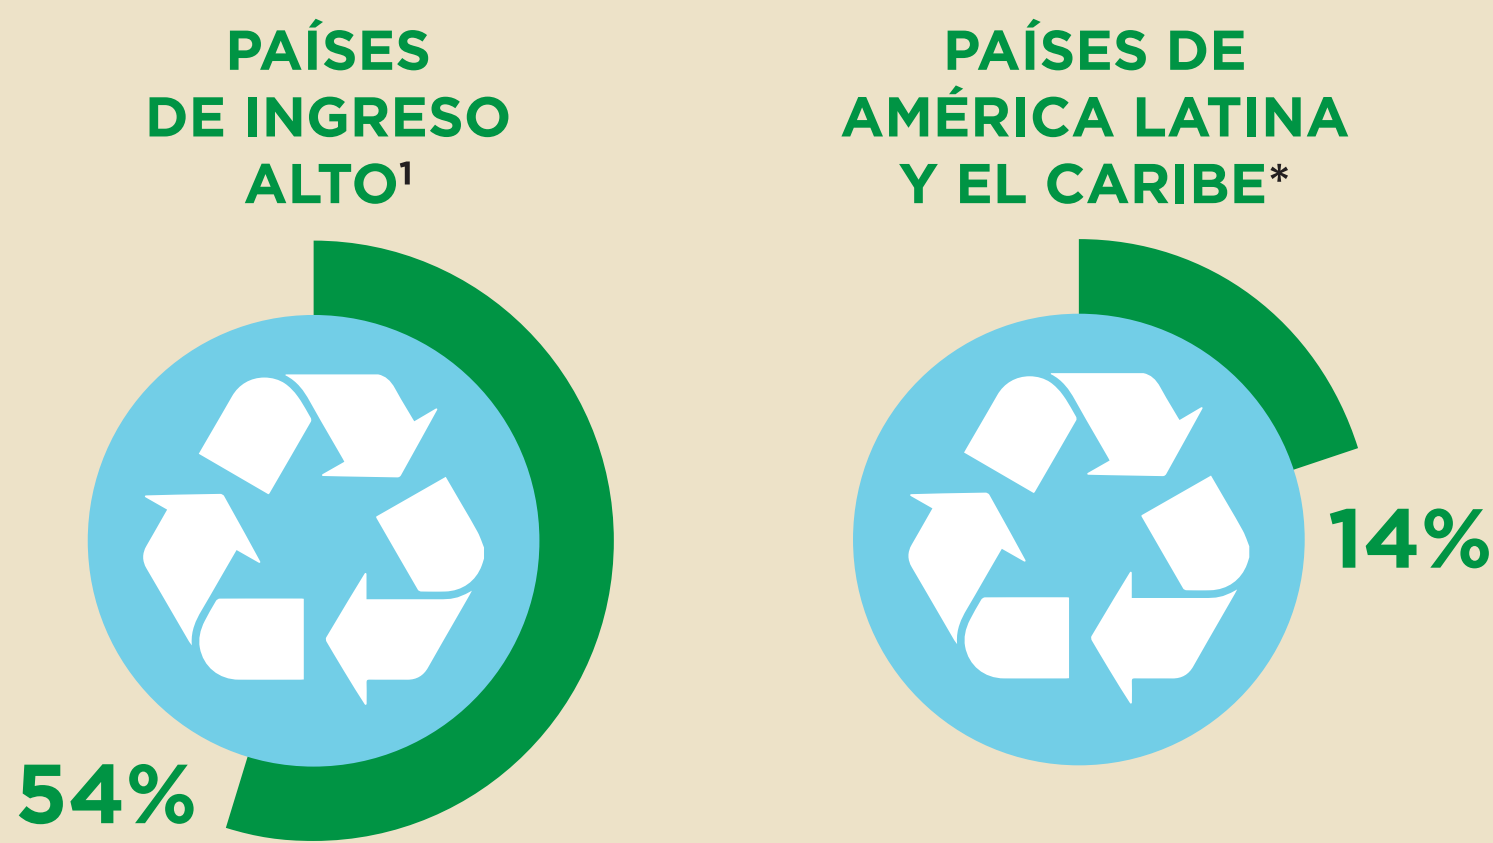 PAÍSES
DE INGRESO
ALTO¹
54%
PAÍSES DE
AMÉRICA LATINA
Y EL CARIBE*
14%